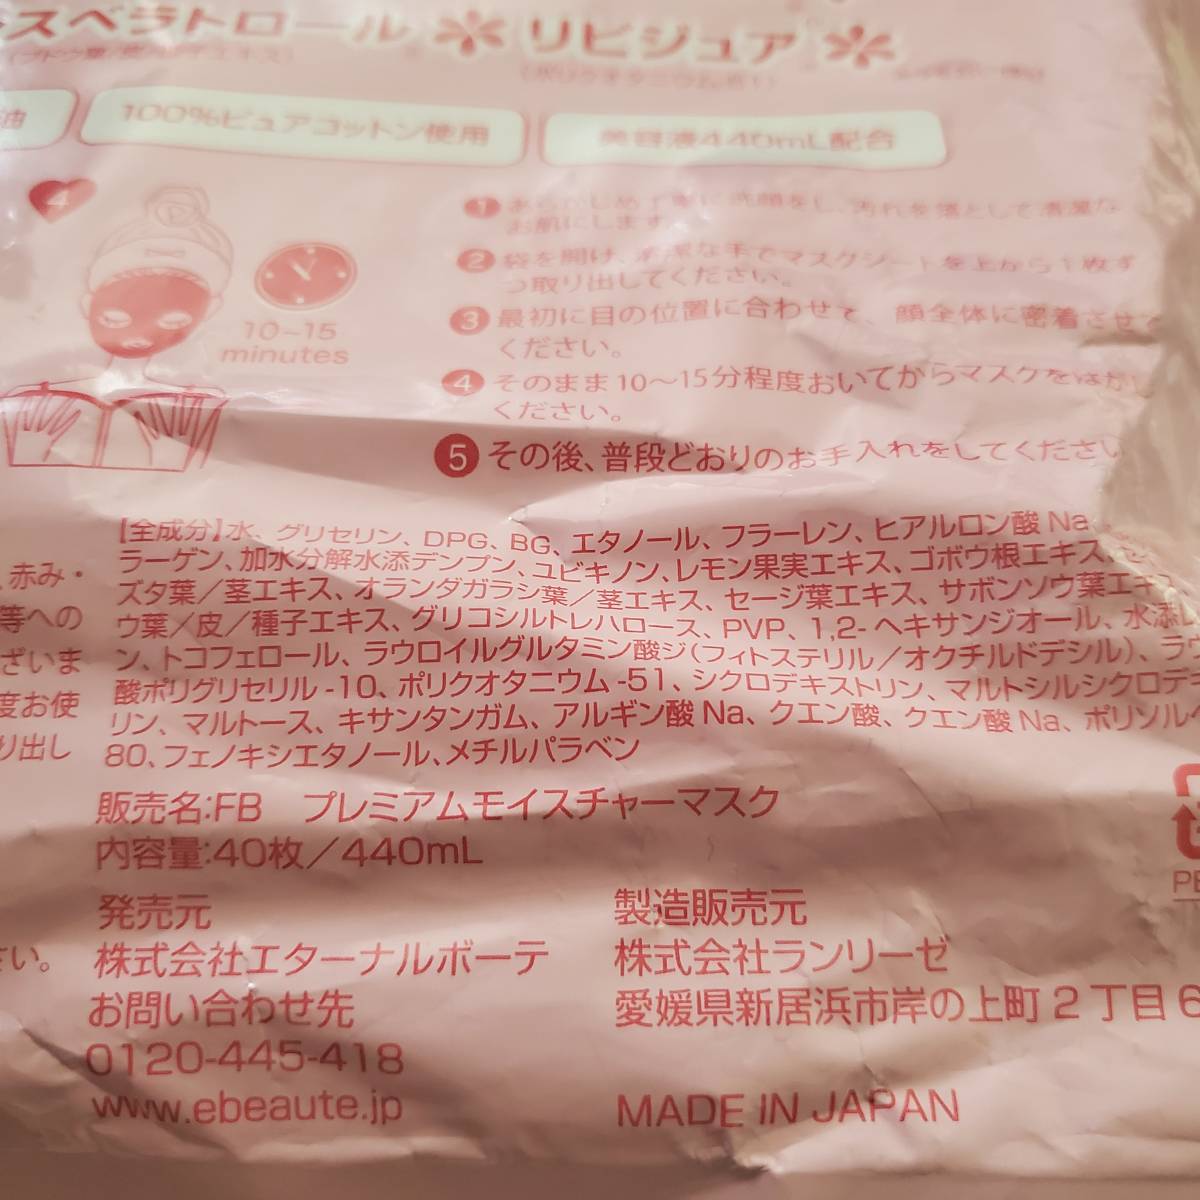 スベラトロール * リピジュア *
油
100%ピュアコットン使用
美容液440mL配合
4
10~15
minutes
① お肌にします
② 袋を開け、 な手でマスクシートを上から1枚ず
つ取り出してください。
③ 最初に目の位置に合わせて、顔全体に密着させて
ください。
④ そのまま10~15分程度おいてからマスクをはがし
ください。
⑤ その後、普段どおりのお手入れをしてください
、赤み・
等への
ざいま
度お使
り出し
さい。
【全成分】水、グリセリン、DPG、BG、エタノール、フラーレン、ヒアルロン酸Na
ラーゲン、加水分解水添デンプン、ユビキノン、レモン果実エキス、ゴボウ根エキス、
ズタ葉/茎エキス、オランダガラシ葉/茎エキス、セージ葉エキス、サボンソウ葉エキ
ウ葉/皮/種子エキス、グリコシルトレハロース、PVP、1,2-ヘキサンジオール、水添レ
ン、トコフェロール、ラウロイルグルタミン酸ジ(フィトステリル/オクチルドデシル)、ラウ
酸ポリグリセリル-10、ポリクオタニウム-51、シクロデキストリン、マルトシルシクロデキ
リン、マルトース、キサンタンガム、アルギン酸Na、クエン酸、クエン酸Na、ポリソル
80、フェノキシエタノール、メチルパラベン
販売名:FB プレミアムモイスチャーマスク
内容量:40枚/440mL
発売元
株式会社エターナルボーテ
お問い合わせ先
0120-445-418
www.ebeaute.jp
製造販売元
株式会社ランリーゼ
愛媛県新居浜市岸の上町2丁目6
MADE IN JAPAN
PE